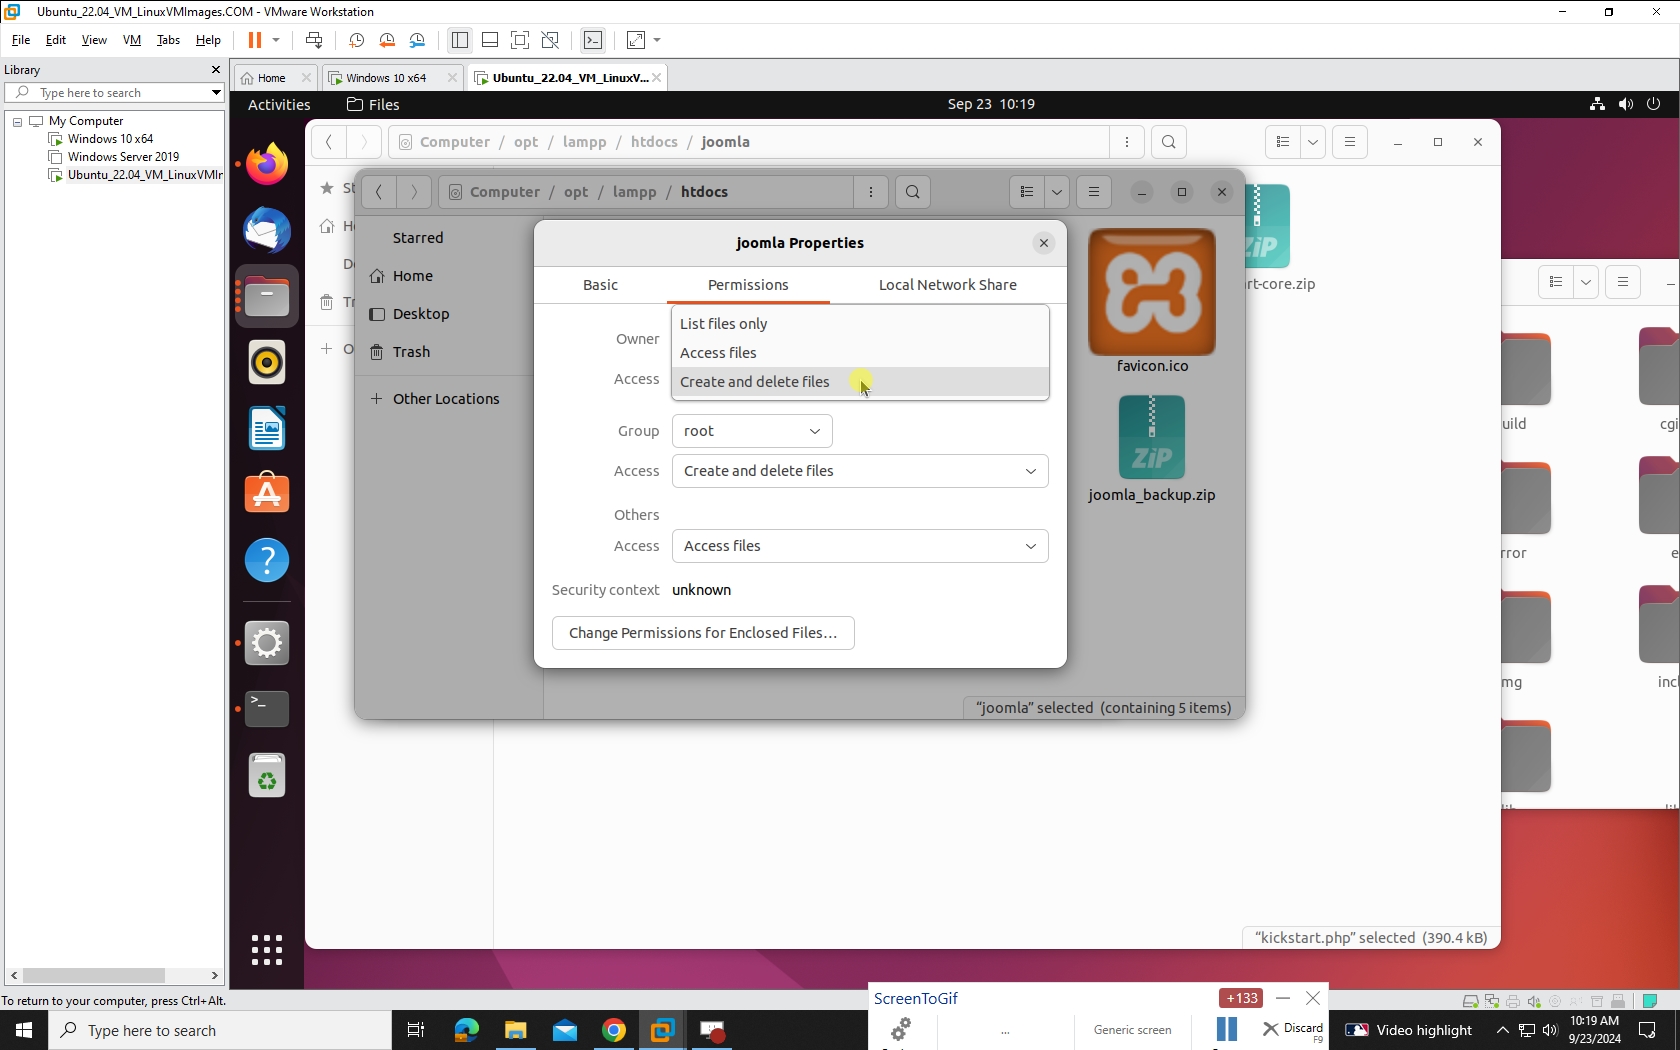 Ubuntu_22.04_VM_LinuxVMImages.COM - VMware Workstation
File Edit View VM Tabs Help
Library
Type here to search
My Computer
Windows 10 x64
Windows Server 2019
Ubuntu_22.04_VM_LinuxVMIr
Home
Windows 10 x64
Ubuntu_22.04_VM_LinuxV...
Activities
Files
Sep 23 10:19
Computer / opt / lampp / htdocs / joomla
Computer / opt / lampp / htdocs
Starred
Home
Desktop
Trash
Other Locations
joomla Properties
Basic
Permissions
Local Network Share
Owner
List files only
Access files
Access
Create and delete files
Group
root
Access
Create and delete files
Others
Access
Access files
Security context
unknown
Change Permissions for Enclosed Files...
favicon.ico
ZiP
joomla_backup.zip
ZiP
rt-core.zip
uild
cgi
rror
e
mg
incl
"joomla" selected (containing 5 items)
"kickstart.php" selected (390.4 kB)
To return to your computer, press Ctrl+Alt.
ScreenToGif
+133
...
Generic screen
Discard
F9
Type here to search
Video highlight
10:19 AM
9/23/2024